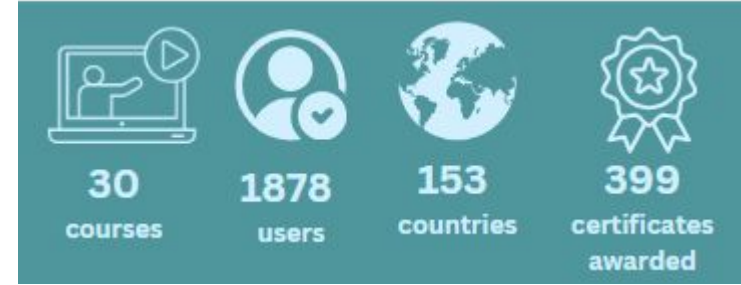 30
courses
1878
users
153
countries
399
certificates
awarded